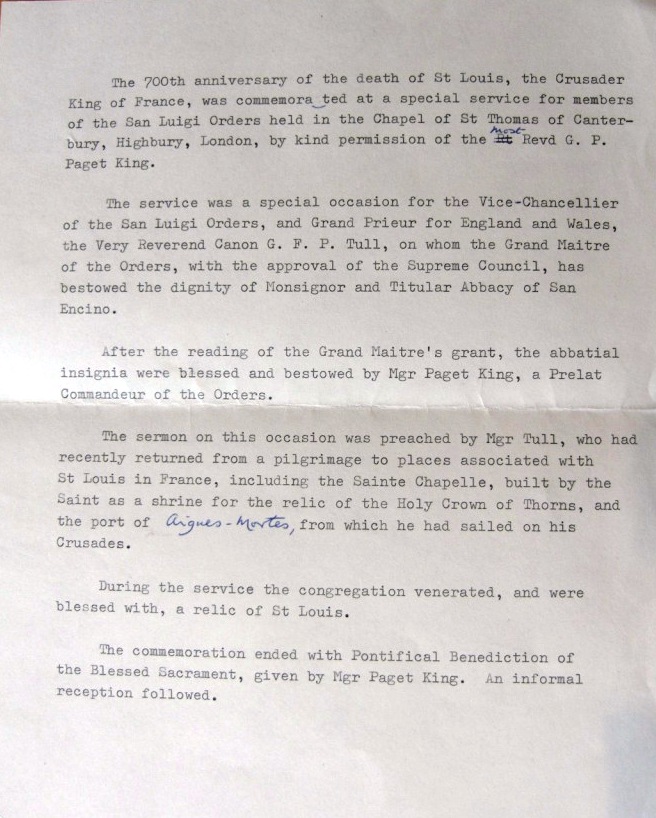 The 700th anniversary of the death of St Louis, the Crusader
King of France, was commemora ted at a special service for members
of the San Luigi Orders held in the Chapel of St Thomas of Canter-
bury, Highbury, London, by kind permission of the Most Revd G. P.
Paget King.
The service was a special occasion for the Vice-Chancellier
of the San Luigi Orders, and Grand Prieur for England and Wales,
the Very Reverend Canon G. F. P. Tull, on whom the Grand Maitre
of the Orders, with the approval of the Supreme Council, has
bestowed the dignity of Monsignor and Titular Abbacy of San
Encino.
After the reading of the Grand Maitre's grant, the abbatial
insignia were blessed and bestowed by Mgr Paget King, a Prelat
Commandeur of the Orders.
The sermon on this occasion was preached by Mgr Tull, who had
recently returned from a pilgrimage to places associated with
St Louis in France, including the Sainte Chapelle, built by the
Saint as a shrine for the relic of the Holy Crown of Thorns, and
the port of Aigues-Mortes, from which he had sailed on his
Crusades.
During the service the congregation venerated, and were
blessed with, a relic of St Louis.
The commemoration ended with Pontifical Benediction of
the Blessed Sacrament, given by Mgr Paget King. An informal
reception followed.